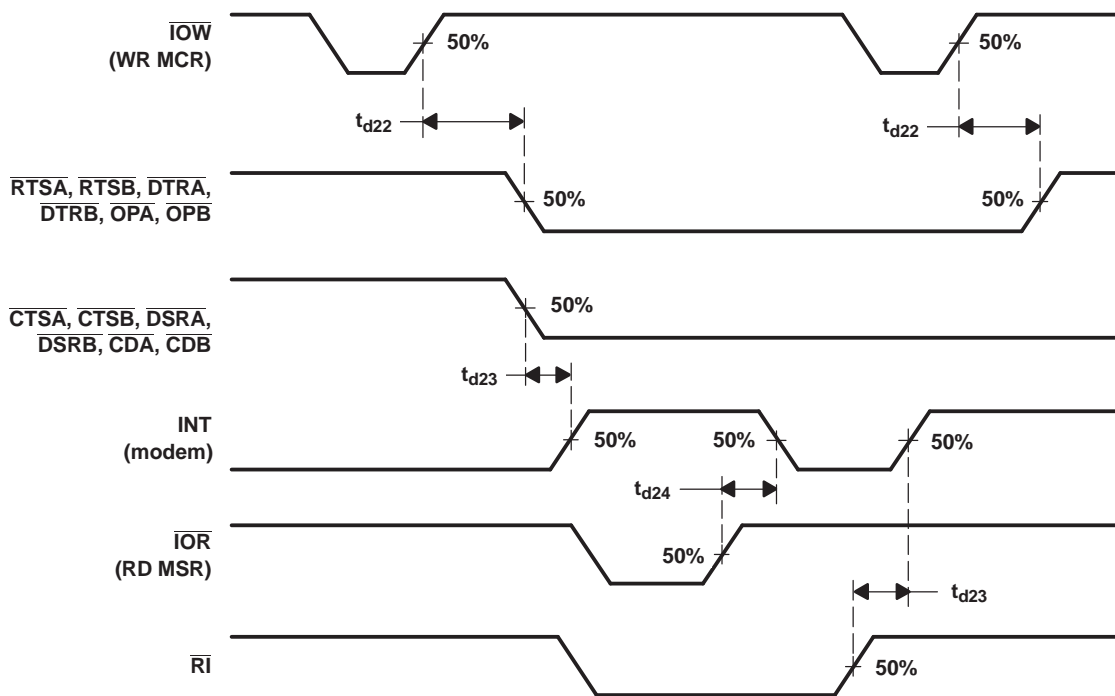 IOW
(WR MCR)
50%
50%
td22
td22
RTSA, RTSB, DTRA,
DTRB, OPA, OPB
50%
50%
CTSA, CTSB, DSRA,
DSRB, CDA, CDB
50%
td23
INT
(modem)
50%
50%
50%
td24
IOR
(RD MSR)
50%
td23
RI
50%